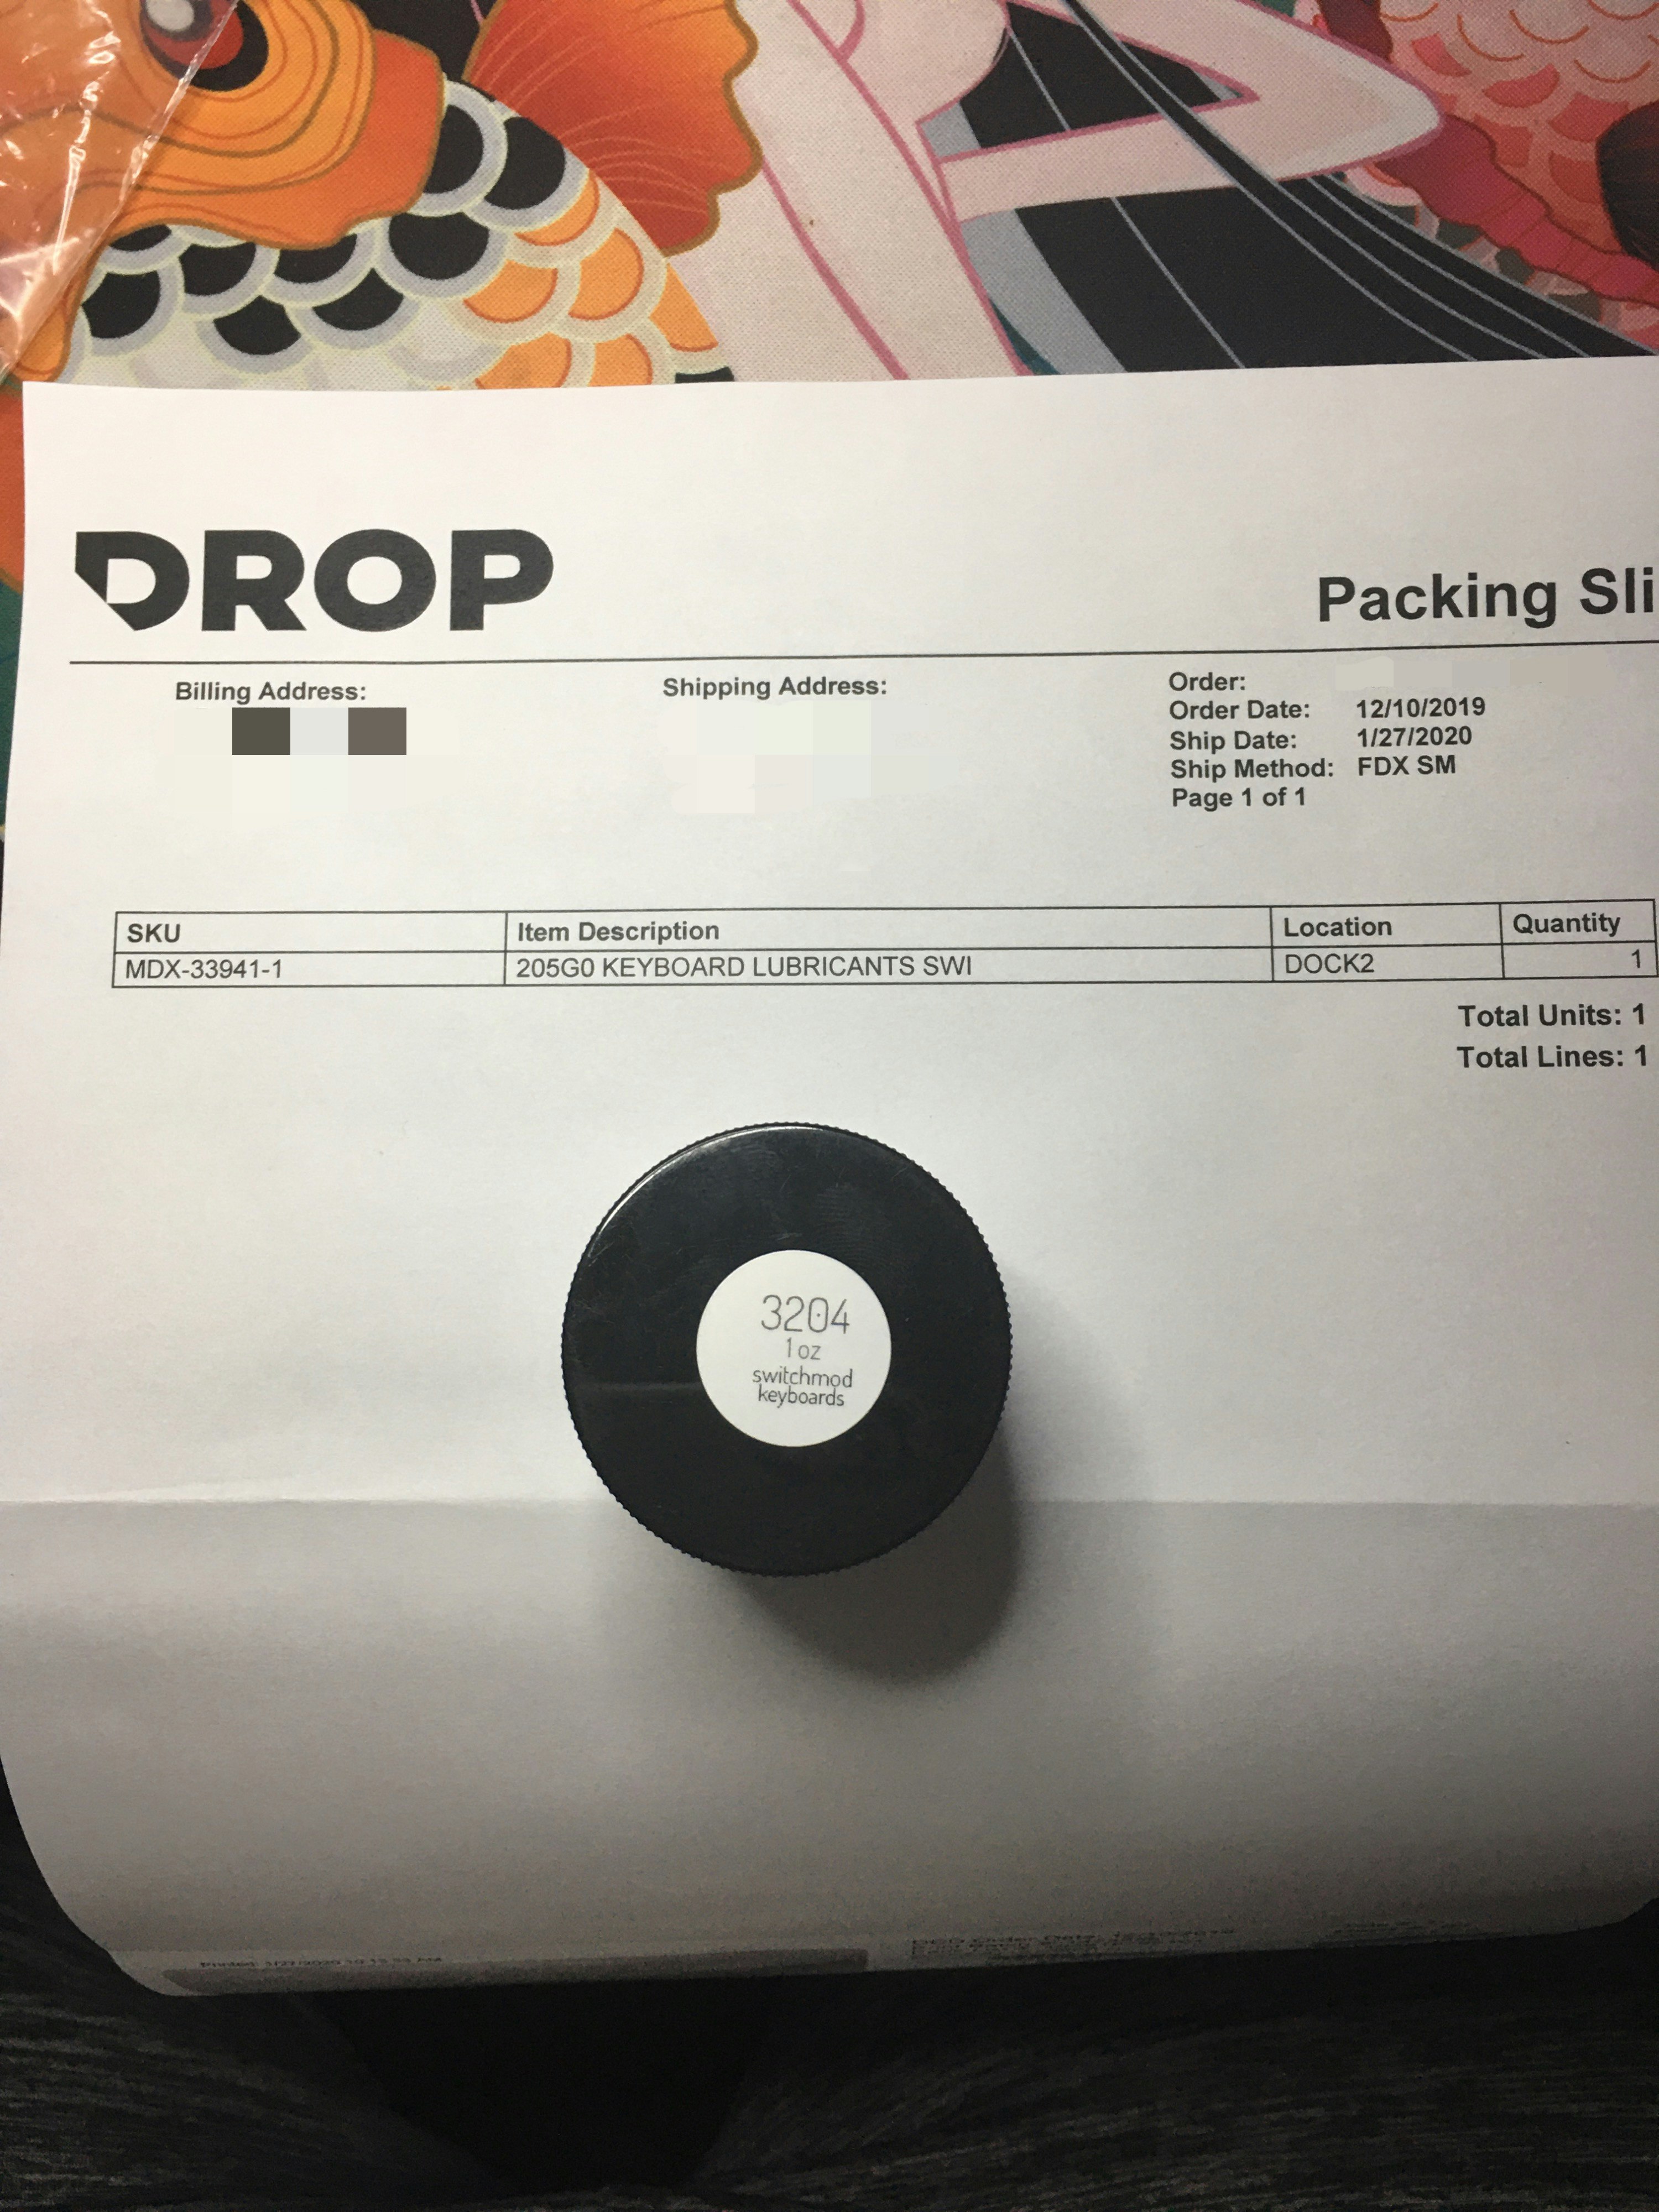 DROP
Packing Sli
Billing Address:
Shipping Address:
Order:
Order Date: 12/10/2019
Ship Date: 1/27/2020
Ship Method: FDX SM
Page 1 of 1
SKU Item Description Location Quantity
MDX-33941-1 205G0 KEYBOARD LUBRICANTS SWI DOCK2 1
Total Units: 1
Total Lines: 1
3204
1 oz
switchmod
keyboards